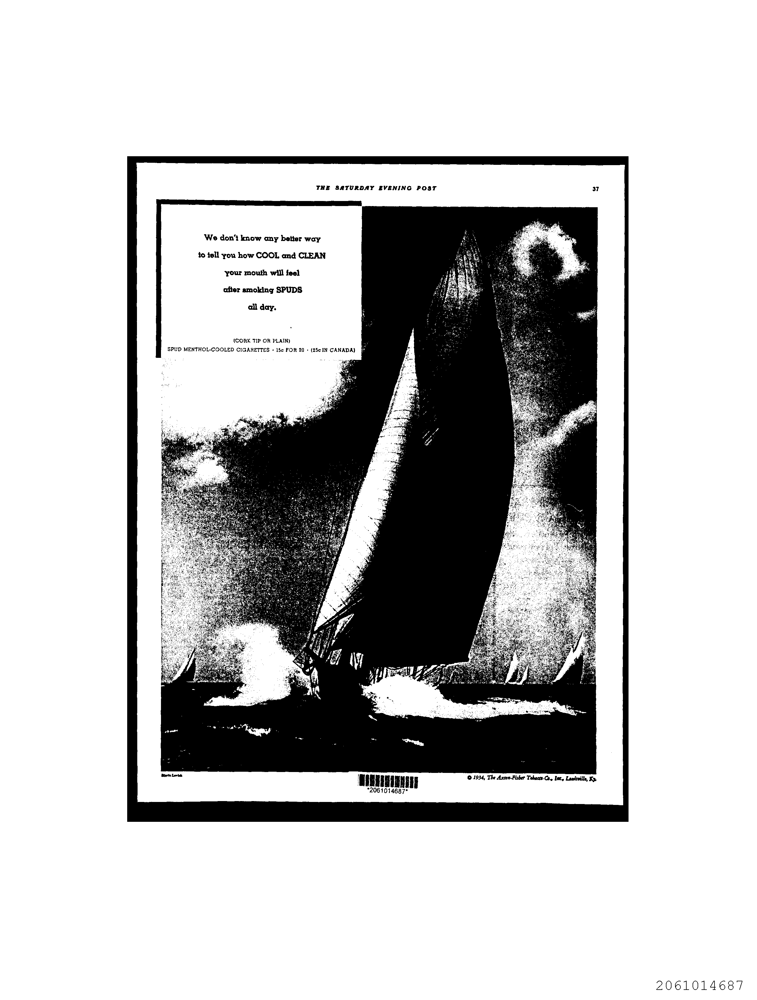 THE SATURDAY EVENING POST
37
We don't know any better way
to tell you how COOL and CLEAN
your mouth will feel
after smoking SPUDS
all day.
(CORK TIP OR PLAIN)
SPUD MENTHOL-COOLED CIGARETTES - 15c FOR 20 - (25c IN CANADA)
© 1934, The Axton-Fisher Tobacco Co., Inc., Louisville, Ky.
*2061014687*
2061014687